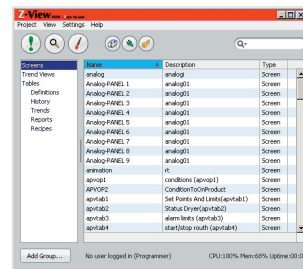 Z-View
Project View Settings Help
Q-
Screens
Trend Views
Tables
Definitions
History
Trends
Reports
Recipes
Name Description Type
analog analogi Screen
Analog-PANEL 1 analog01 Screen
Analog-PANEL 2 analog01 Screen
Analog-PANEL 3 analog01 Screen
Analog-PANEL 4 analog01 Screen
Analog-PANEL 5 analog01 Screen
Analog-PANEL 6 analog01 Screen
Analog-PANEL 7 analog01 Screen
Analog-PANEL 8 analog01 Screen
Analog-PANEL 9 analog01 Screen
animation rt Screen
apvop1 conditions (apvop1) Screen
APVOP2 ConditionToOnProduct Screen
apvtab1 Set Points And Limits(apvtab1) Screen
apvtab2 Status Dryer(apvtab2) Screen
apvtab3 alarm limits (apvtab3) Screen
apvtab4 start/stop routh (apvtab4) Screen
Add Group... No user logged in (Programmer) CPU:100% Mem:68% Uptime:00:0